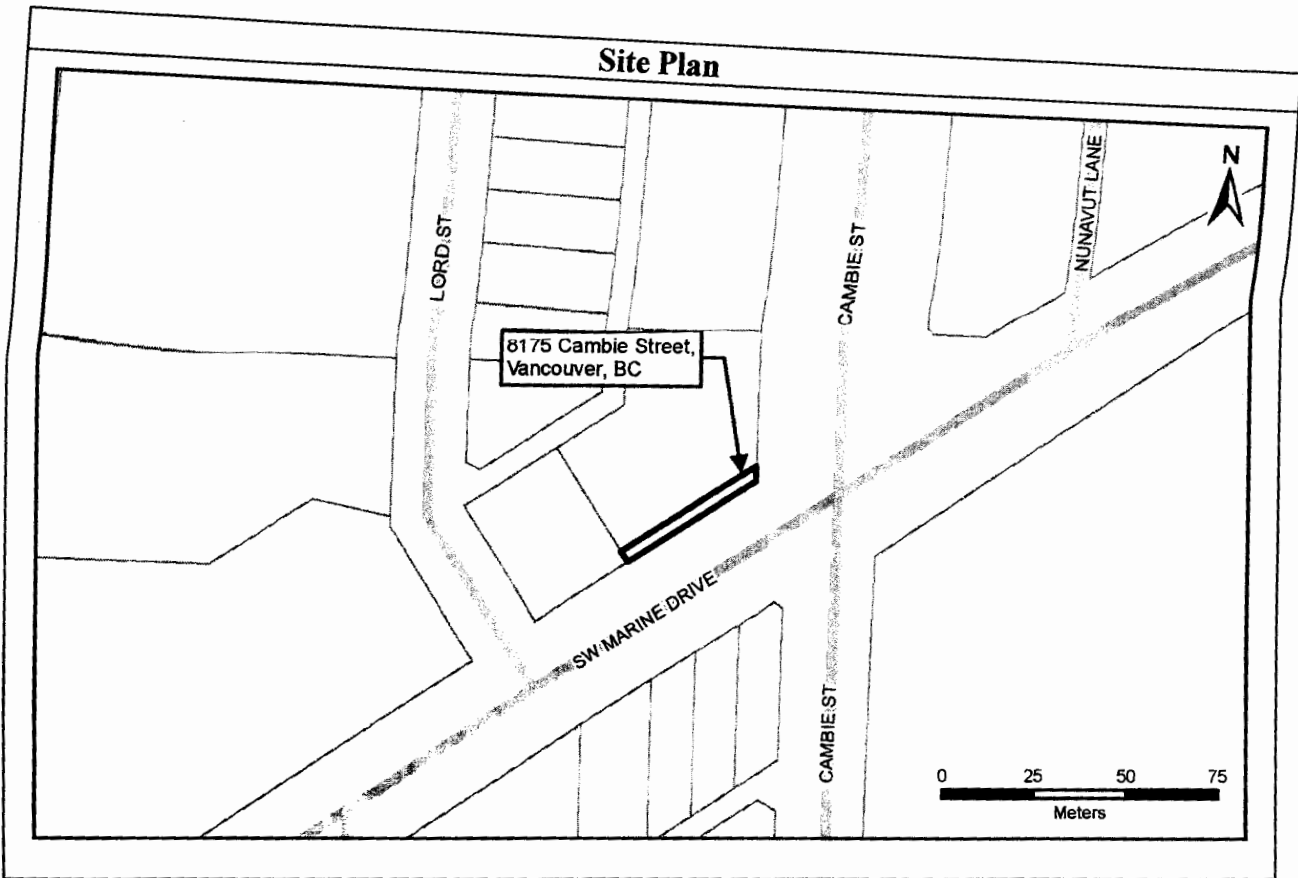 Site Plan
N
NUNAVUT LANE
LORD ST
CAMBIE ST
8175 Cambie Street,
Vancouver, BC
SW MARINE DRIVE
CAMBIE ST
0 25 50 75
Meters